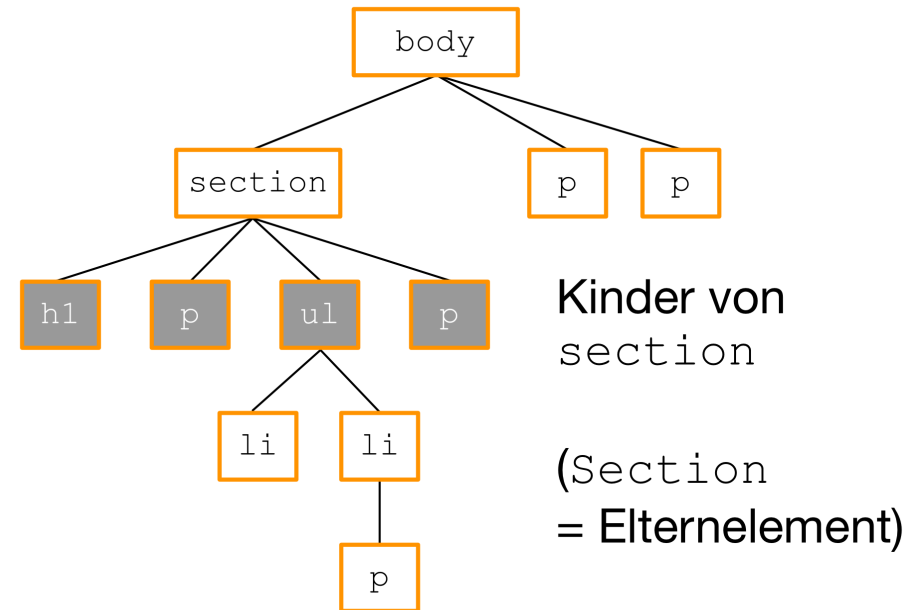 body
section
p
p
h1
p
ul
p
Kinder von
section
li
li
(Section
= Elternelement)
p